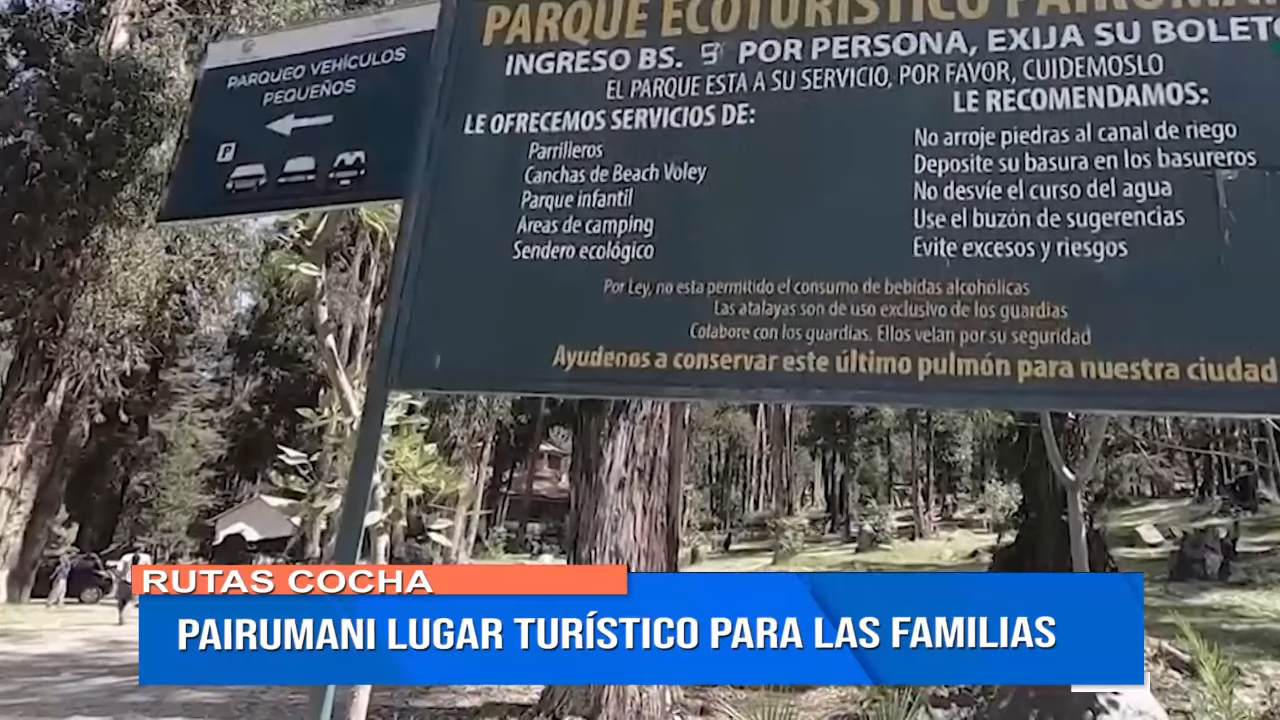 PARQUEO VEHÍCULOS
PEQUEÑOS
P
PARQUE ECOTURÍSTICO
INGRESO BS. POR PERSONA, EXIJA SU BOLETO
EL PARQUE ESTA A SU SERVICIO, POR FAVOR, CUIDEMOSLO
LE OFRECEMOS SERVICIOS DE:
Parrilleros
Canchas de Beach Voley
Parque infantil
Areas de camping
Sendero ecológico
LE RECOMENDAMOS:
No arroje piedras al canal de riego
Deposite su basura en los basureros
No desvíe el curso del agua
Use el buzón de sugerencias
Evite excesos y riesgos
Por Ley, no esta permitido el consumo de bebidas alcohólicas
Las atalayas son de uso exclusivo de los guardias
Colabore con los guardias. Ellos velan por su seguridad
Ayudenos a conservar este último pulmón para nuestra ciudad
RUTAS COCHA
PAIRUMANI LUGAR TURÍSTICO PARA LAS FAMILIAS